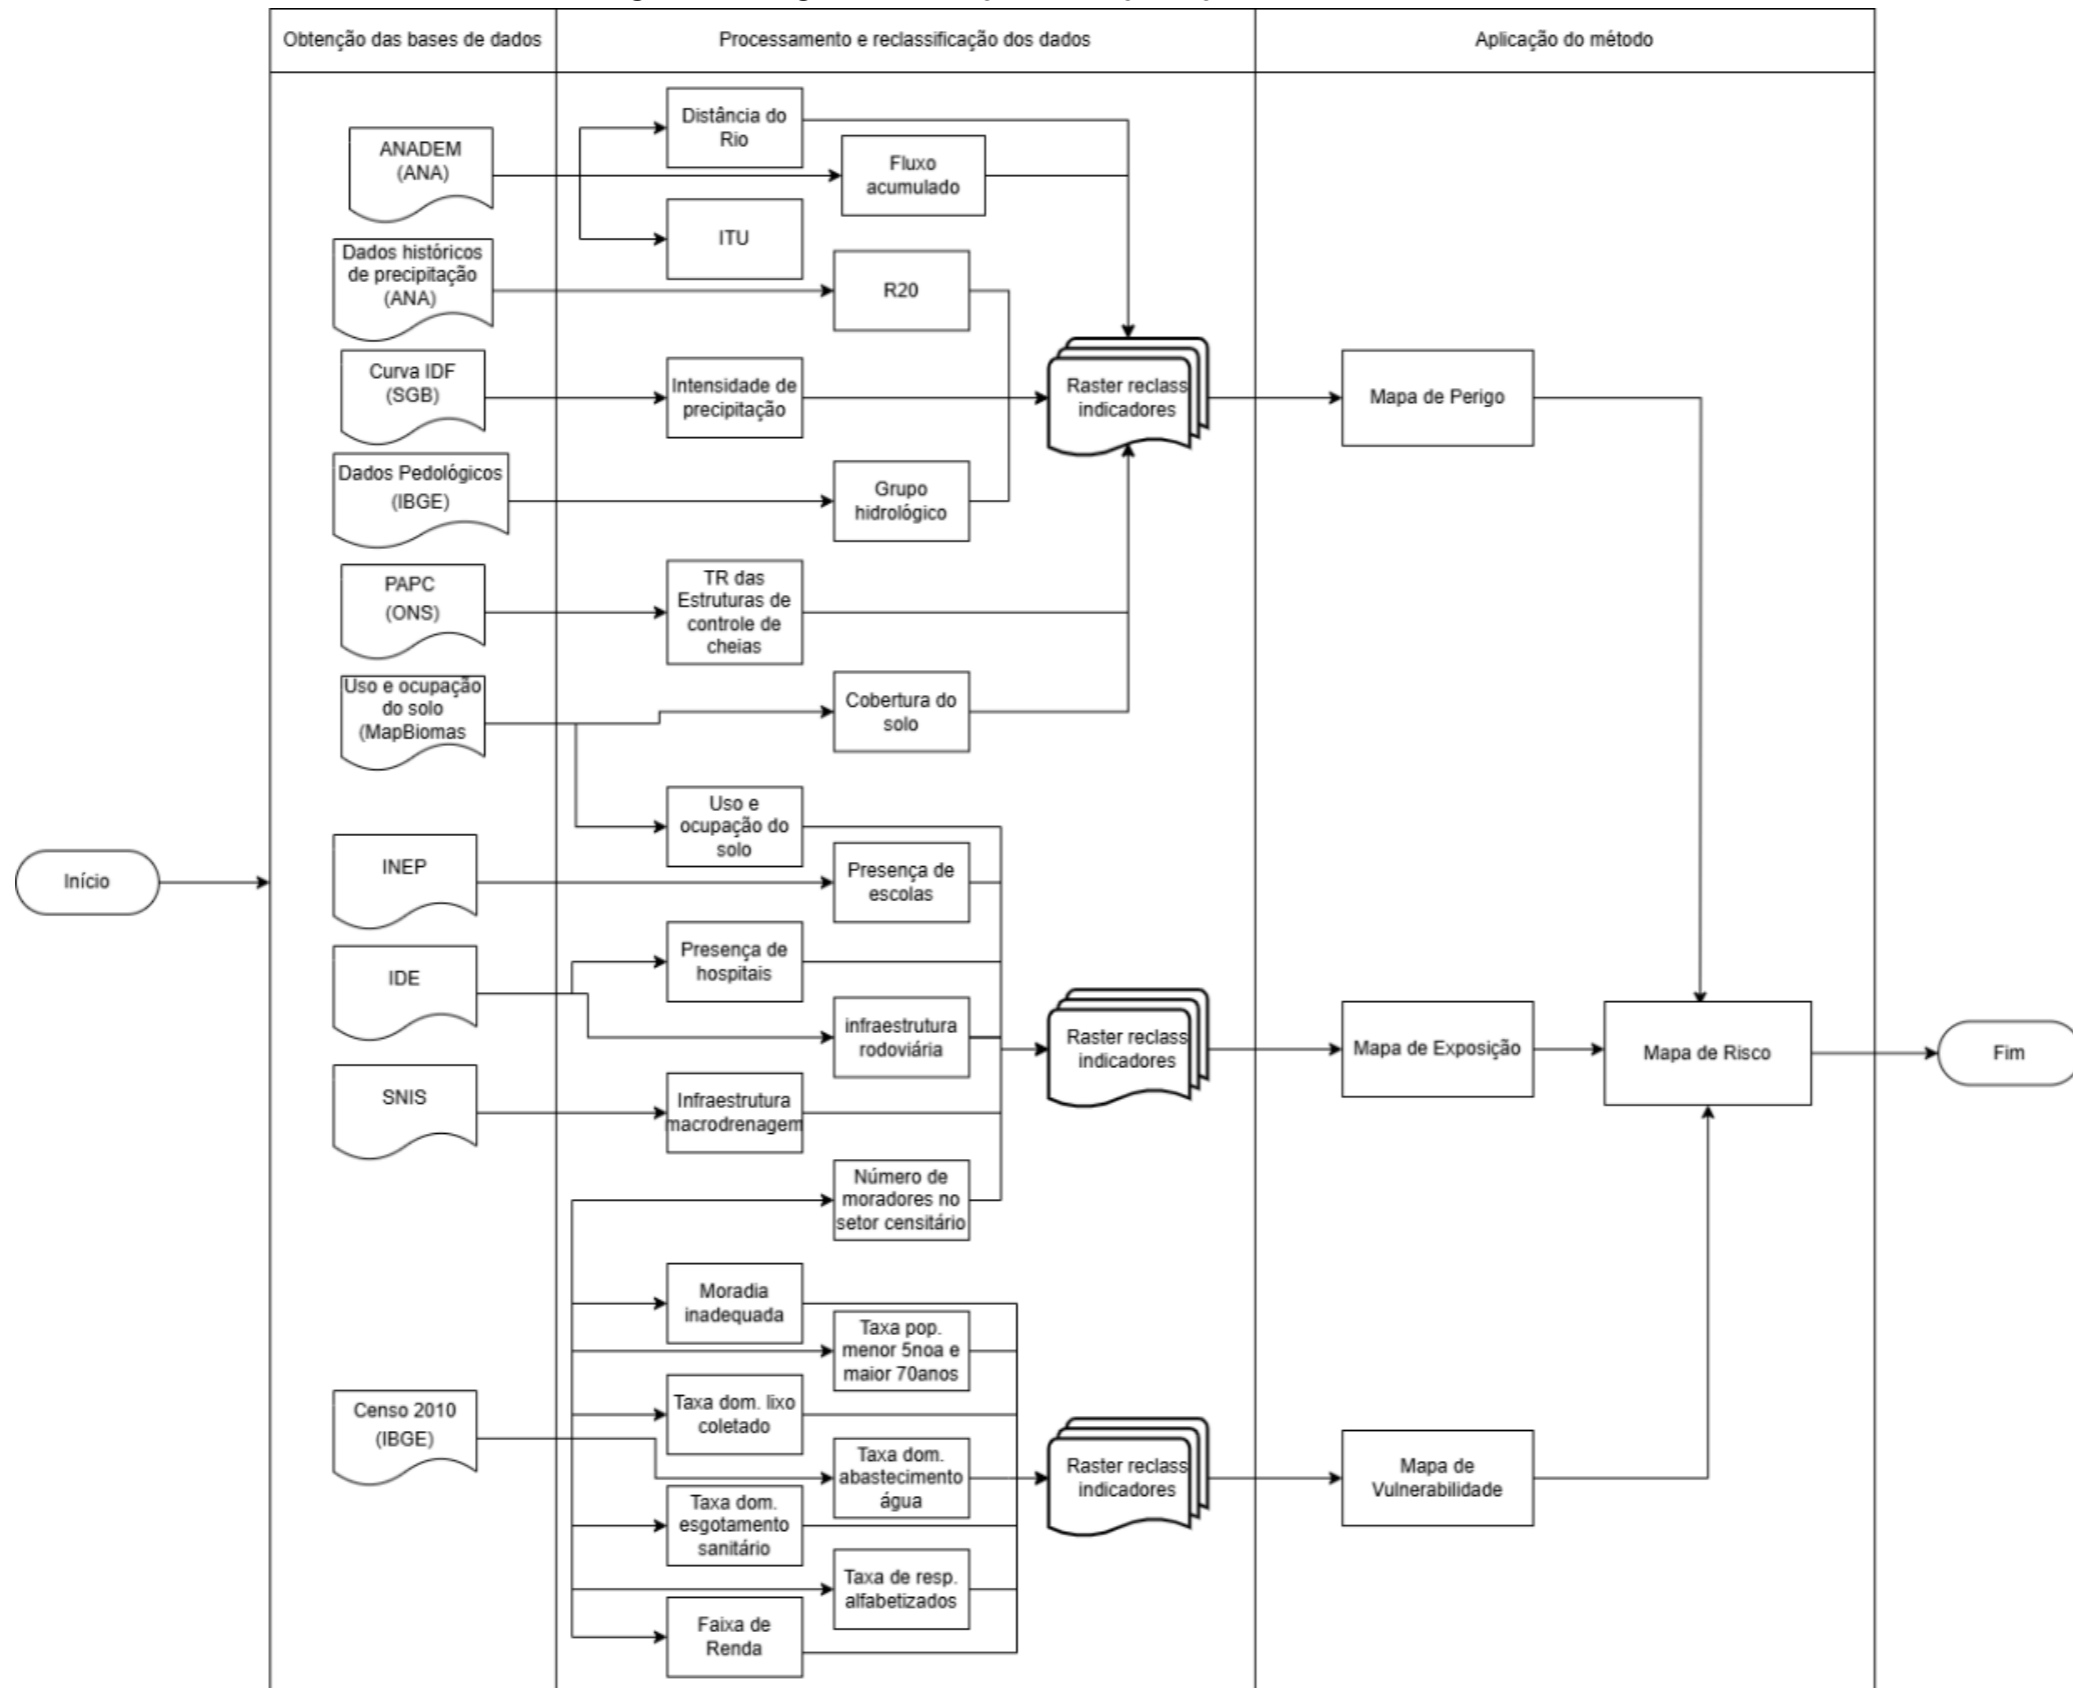 Obtenção das bases de dados
Processamento e reclassificação dos dados
Aplicação do método
Distância do
Rio
ANADEM
(ANA)
Fluxo
acumulado
ITU
Dados históricos
de precipitação
(ANA)
R20
Curva IDF
(SGB)
Intensidade de
precipitação
Raster reclass
indicadores
Mapa de Perigo
Dados Pedológicos
(IBGE)
Grupo
hidrológico
PAPC
(ONS)
TR das
Estruturas de
controle de
cheias
Uso e ocupação
do solo
(MapBiomas
Cobertura do
solo
Uso e
ocupação do
solo
Início
INEP
Presença de
escolas
IDE
Presença de
hospitais
infraestrutura
rodoviária
Raster reclass
indicadores
Mapa de Exposição
Mapa de Risco
Fim
SNIS
Infraestrutura
macrodrenagem
Número de
moradores no
setor censitário
Moradia
inadequada
Taxa pop.
menor 5noa e
maior 70anos
Censo 2010
(IBGE)
Taxa dom. lixo
coletado
Taxa dom.
abastecimento
água
Raster reclass
indicadores
Mapa de
Vulnerabilidade
Taxa dom.
esgotamento
sanitário
Taxa de resp.
alfabetizados
Faixa de
Renda